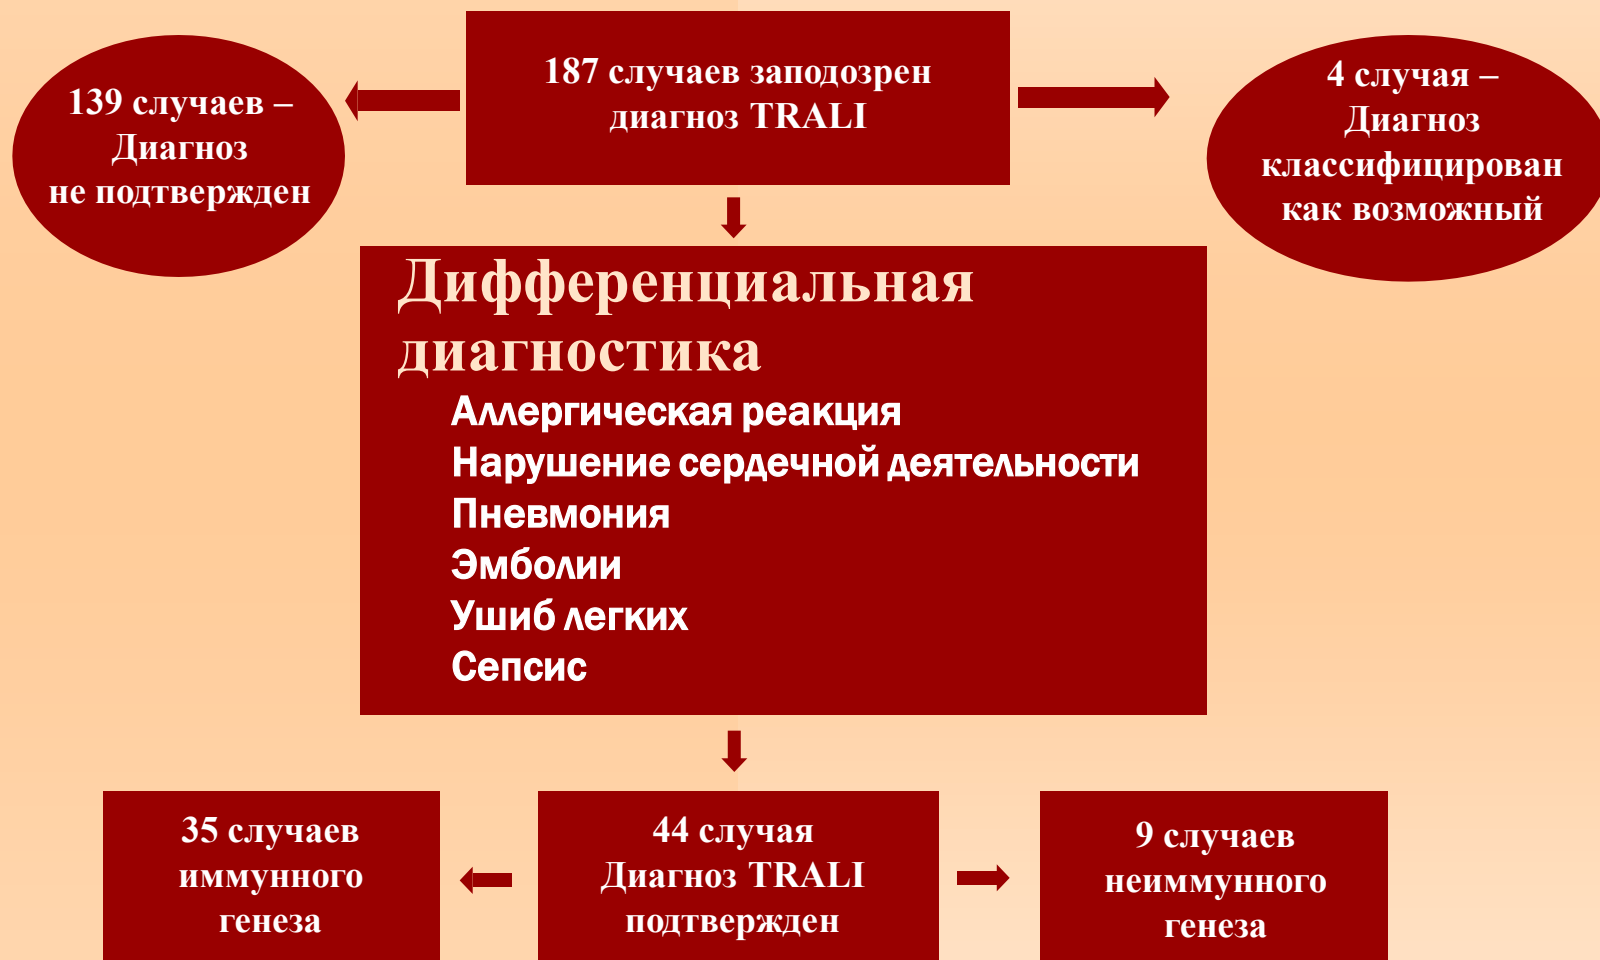 187 случаев заподозрен
диагноз TRALI
139 случаев –
Диагноз
не подтвержден
4 случая –
Диагноз
классифицирован
как возможный
Дифференциальная
диагностика
Аллергическая реакция
Нарушение сердечной деятельности
Пневмония
Эмболии
Ушиб легких
Сепсис
35 случаев
иммунного
генеза
44 случая
Диагноз TRALI
подтвержден
9 случаев
неиммунного
генеза